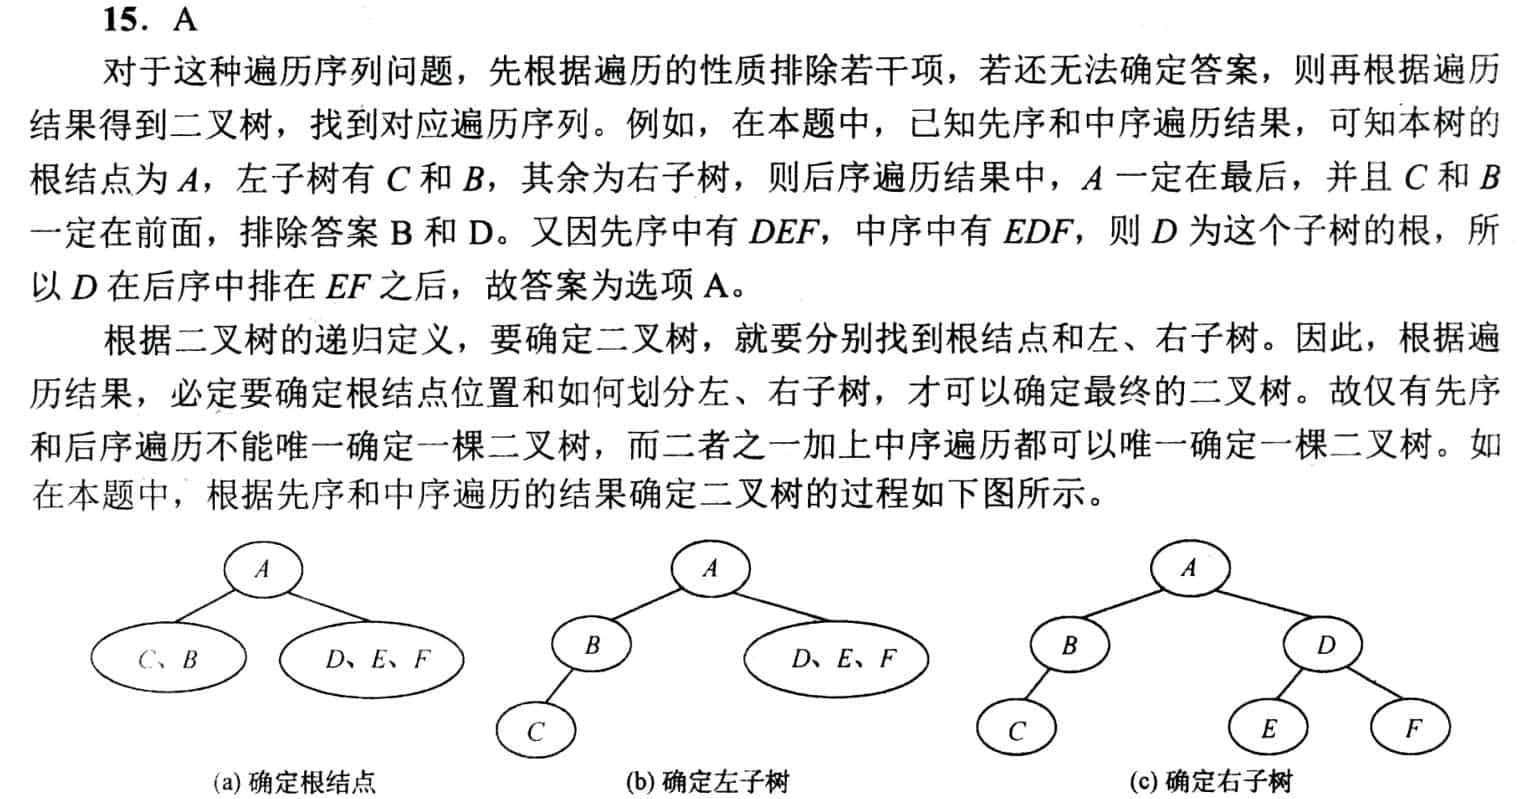 15. A
对于这种遍历序列问题，先根据遍历的性质排除若干项，若还无法确定答案，则再根据遍历
结果得到二叉树，找到对应遍历序列。例如，在本题中，已知先序和中序遍历结果，可知本树的
根结点为 A，左子树有 C 和 B，其余为右子树，则后序遍历结果中，A 一定在最后，并且 C 和 B
一定在前面，排除答案 B 和 D。又因先序中有 DEF，中序中有 EDF，则 D 为这个子树的根，所
以 D 在后序中排在 EF 之后，故答案为选项 A。
根据二叉树的递归定义，要确定二叉树，就要分别找到根结点和左、右子树。因此，根据遍
历结果，必定要确定根结点位置和如何划分左、右子树，才可以确定最终的二叉树。故仅有先序
和后序遍历不能唯一确定一棵二叉树，而二者之一加上中序遍历都可以唯一确定一棵二叉树。如
在本题中，根据先序和中序遍历的结果确定二叉树的过程如下图所示。
A
C、B
D、E、F
(a) 确定根结点
A
B
D、E、F
C
(b) 确定左子树
A
B
D
C
E
F
(c) 确定右子树